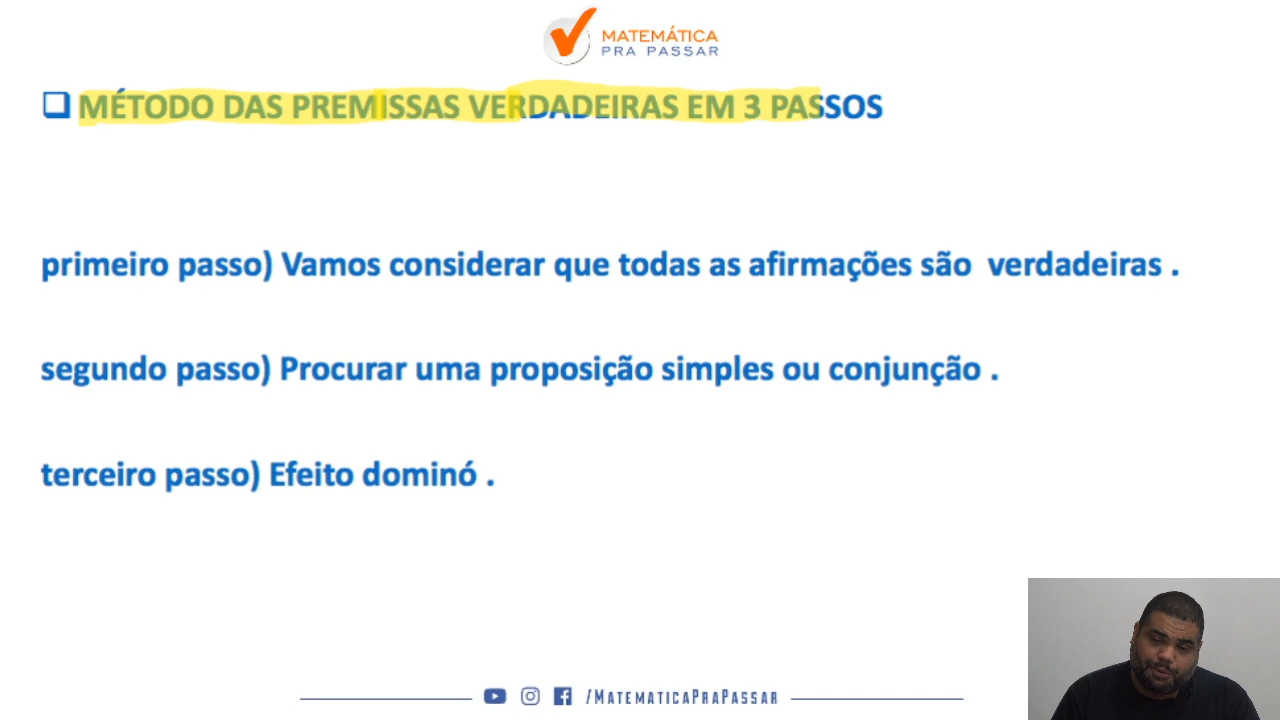 MATEMÁTICA
PRA PASSAR
MÉTODO DAS PREMISSAS VERDADEIRAS EM 3 PASSOS
primeiro passo) Vamos considerar que todas as afirmações são verdadeiras .
segundo passo) Procurar uma proposição simples ou conjunção .
terceiro passo) Efeito dominó .
/MATEMATICAPRAPASSAR